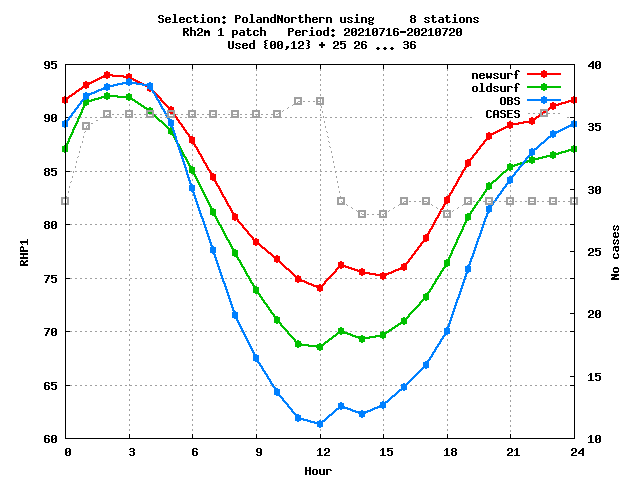 Selection: PolandNorthern using     8 stations
Rh2m 1 patch   Period: 20210716-20210720
Used {00,12} + 25 26 ... 36
95 40
newsurf
oldsurf
OBS
CASES
90 35
85 30
80 25
RHP1
No cases
75
70 20
65 15
60 10
0 3 6 9 12 15 18 21 24
Hour